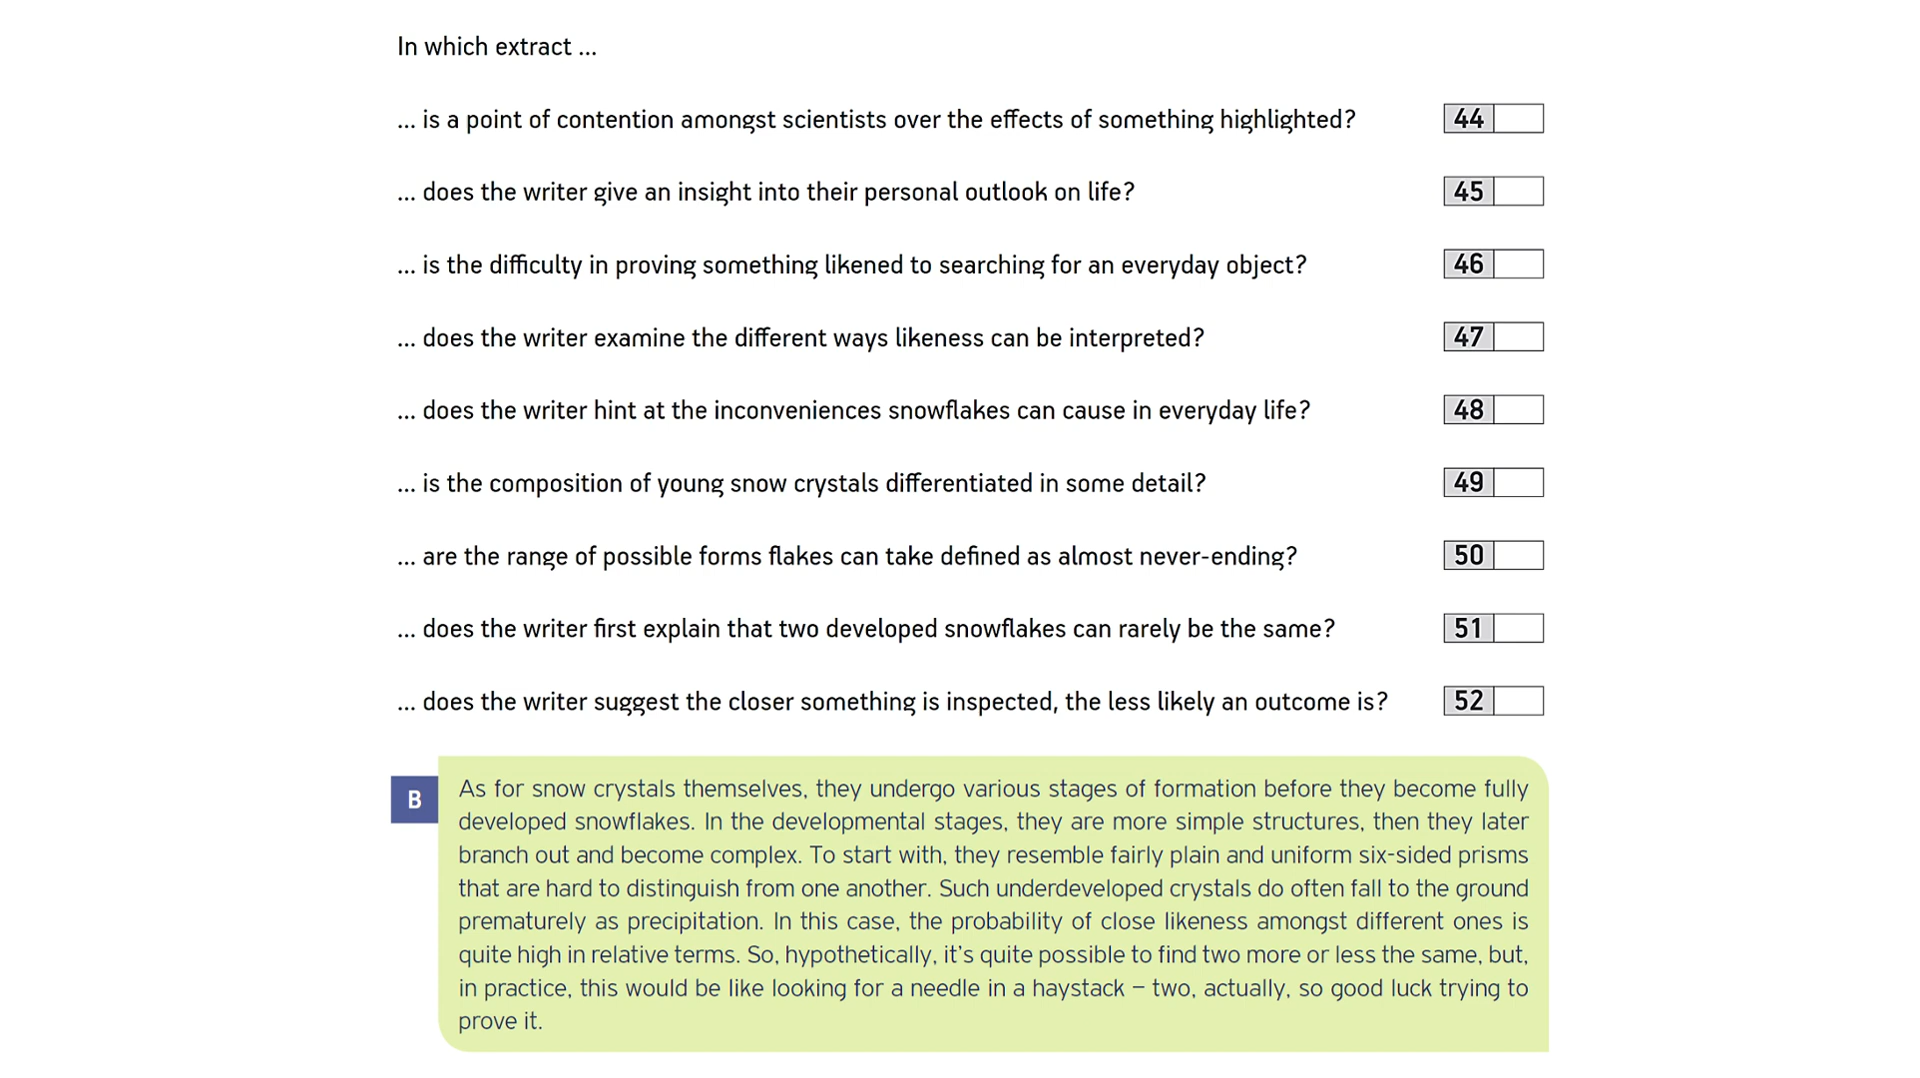 In which extract ...
... is a point of contention amongst scientists over the effects of something highlighted? 44
... does the writer give an insight into their personal outlook on life? 45
... is the difficulty in proving something likened to searching for an everyday object? 46
... does the writer examine the different ways likeness can be interpreted? 47
... does the writer hint at the inconveniences snowflakes can cause in everyday life? 48
... is the composition of young snow crystals differentiated in some detail? 49
... are the range of possible forms flakes can take defined as almost never-ending? 50
... does the writer first explain that two developed snowflakes can rarely be the same? 51
... does the writer suggest the closer something is inspected, the less likely an outcome is? 52
B
As for snow crystals themselves, they undergo various stages of formation before they become fully
developed snowflakes. In the developmental stages, they are more simple structures, then they later
branch out and become complex. To start with, they resemble fairly plain and uniform six-sided prisms
that are hard to distinguish from one another. Such underdeveloped crystals do often fall to the ground
prematurely as precipitation. In this case, the probability of close likeness amongst different ones is
quite high in relative terms. So, hypothetically, it's quite possible to find two more or less the same, but,
in practice, this would be like looking for a needle in a haystack – two, actually, so good luck trying to
prove it.